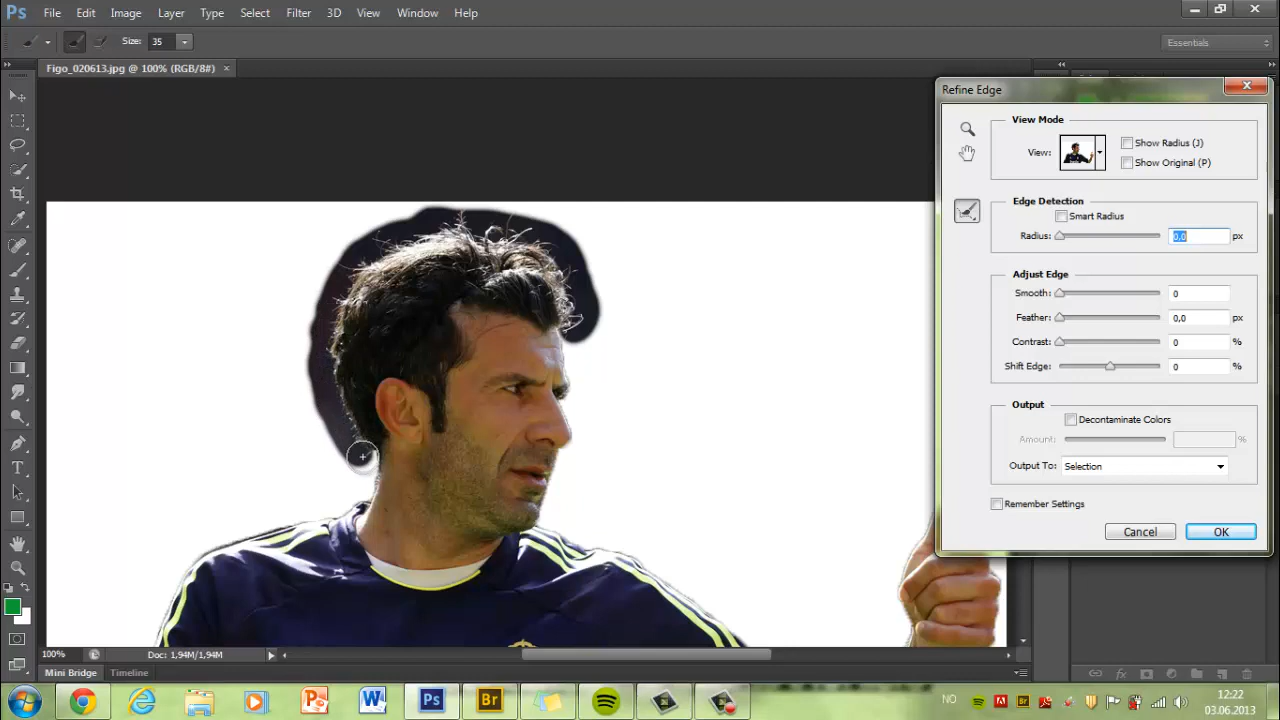 Ps File Edit Image Layer Type Select Filter 3D View Window Help
Size: 35
Essentials
Figo_020613.jpg @ 100% (RGB/8#) ×
Refine Edge
View Mode
View:
Show Radius (J)
Show Original (P)
Edge Detection
Smart Radius
Radius: 0,0 px
Adjust Edge
Smooth: 0
Feather: 0,0 px
Contrast: 0 %
Shift Edge: 0 %
Output
Decontaminate Colors
Amount: %
Output To: Selection
Remember Settings
Cancel OK
100% Doc: 1,94M/1,94M
Mini Bridge Timeline
fx
P W Ps Br
NO Br
12:22
03.06.2013